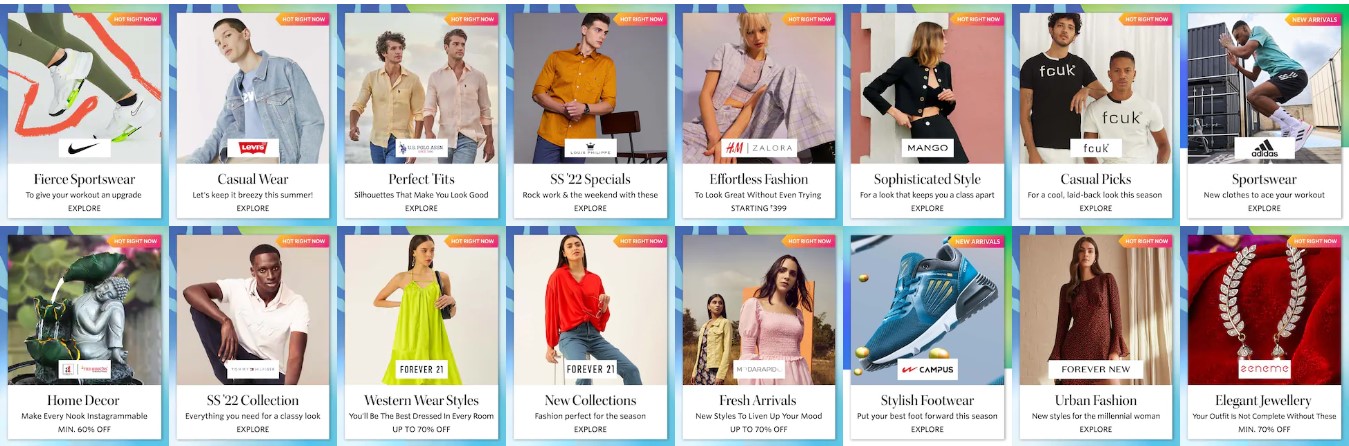 HOT RIGHT NOW
Fierce Sportswear
To give your workout an upgrade
EXPLORE
HOT RIGHT NOW
Levi's
Casual Wear
Let's keep it breezy this summer!
EXPLORE
HOT RIGHT NOW
U.S. POLO ASSN.
Perfect 'Fits
Silhouettes That Make You Look Good
EXPLORE
HOT RIGHT NOW
LOUIS PHILIPPE
SS '22 Specials
Rock work & the weekend with these
EXPLORE
HOT RIGHT NOW
H&M | ZALORA
Effortless Fashion
To Look Great Without Even Trying
STARTING ₹399
HOT RIGHT NOW
MANGO
Sophisticated Style
For a look that keeps you a class apart
EXPLORE
HOT RIGHT NOW
fcuk
fcuk
fcuk
Casual Picks
For a cool, laid-back look this season
EXPLORE
NEW ARRIVALS
adidas
Sportswear
New clothes to ace your workout
EXPLORE
HOT RIGHT NOW
Home Decor
Make Every Nook Instagrammable
MIN. 60% OFF
HOT RIGHT NOW
TOMMY HILFIGER
SS '22 Collection
Everything you need for a classy look
EXPLORE
HOT RIGHT NOW
FOREVER 21
Western Wear Styles
You'll Be The Best Dressed In Every Room
UP TO 70% OFF
HOT RIGHT NOW
FOREVER 21
New Collections
Fashion perfect for the season
EXPLORE
HOT RIGHT NOW
Fresh Arrivals
New Styles To Liven Up Your Mood
UP TO 70% OFF
NEW ARRIVALS
CAMPUS
Stylish Footwear
Put your best foot forward this season
EXPLORE
HOT RIGHT NOW
FOREVER NEW
Urban Fashion
New styles for the millennial woman
EXPLORE
HOT RIGHT NOW
Elegant Jewellery
Your Outfit Is Not Complete Without These
MIN. 70% OFF